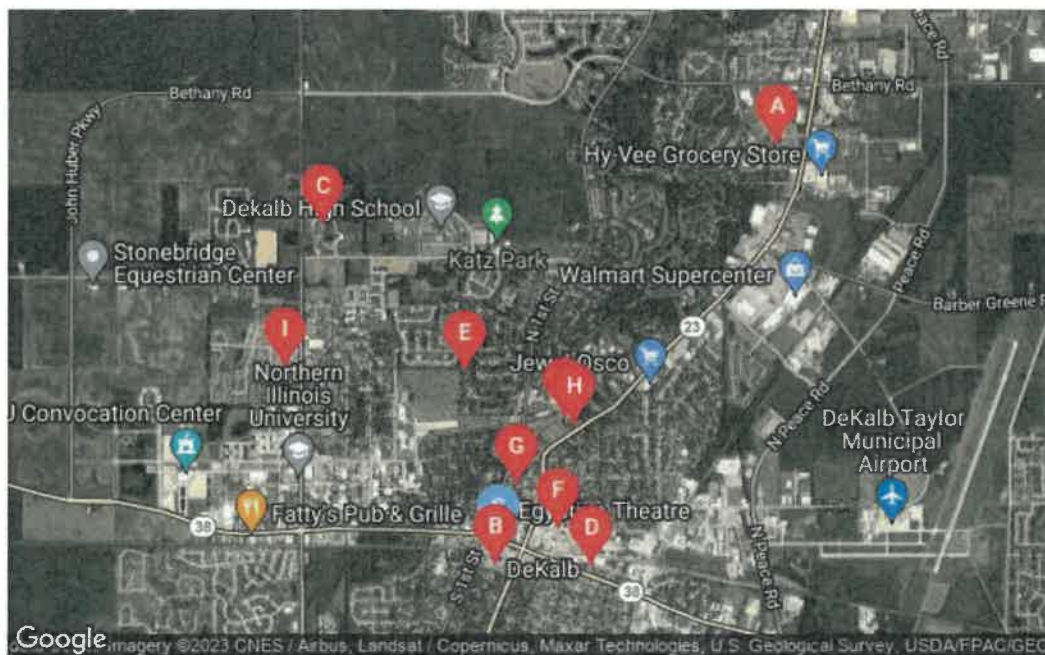 Peace Rd
Bethany Rd
Bethany Rd
John Huber Pkwy
A
Hy-Vee Grocery Store
C
Dekalb High School
Katz Park
Stonebridge
Equestrian Center
Walmart Supercenter
Peace Rd
Barber Greene
N 1st St
23
I
E
Jewel-Osco
H
Northern
Illinois
University
Convocation Center
N Peace Rd
DeKalb Taylor
Municipal
Airport
G
F
Fatty's Pub & Grille
Egyptian Theatre
38
B
D
DeKalb
S 1st St
N Peace Rd
38
Google
Imagery ©2023 CNES / Airbus, Landsat / Copernicus, Maxar Technologies, U.S. Geological Survey, USDA/FPAC/GEO